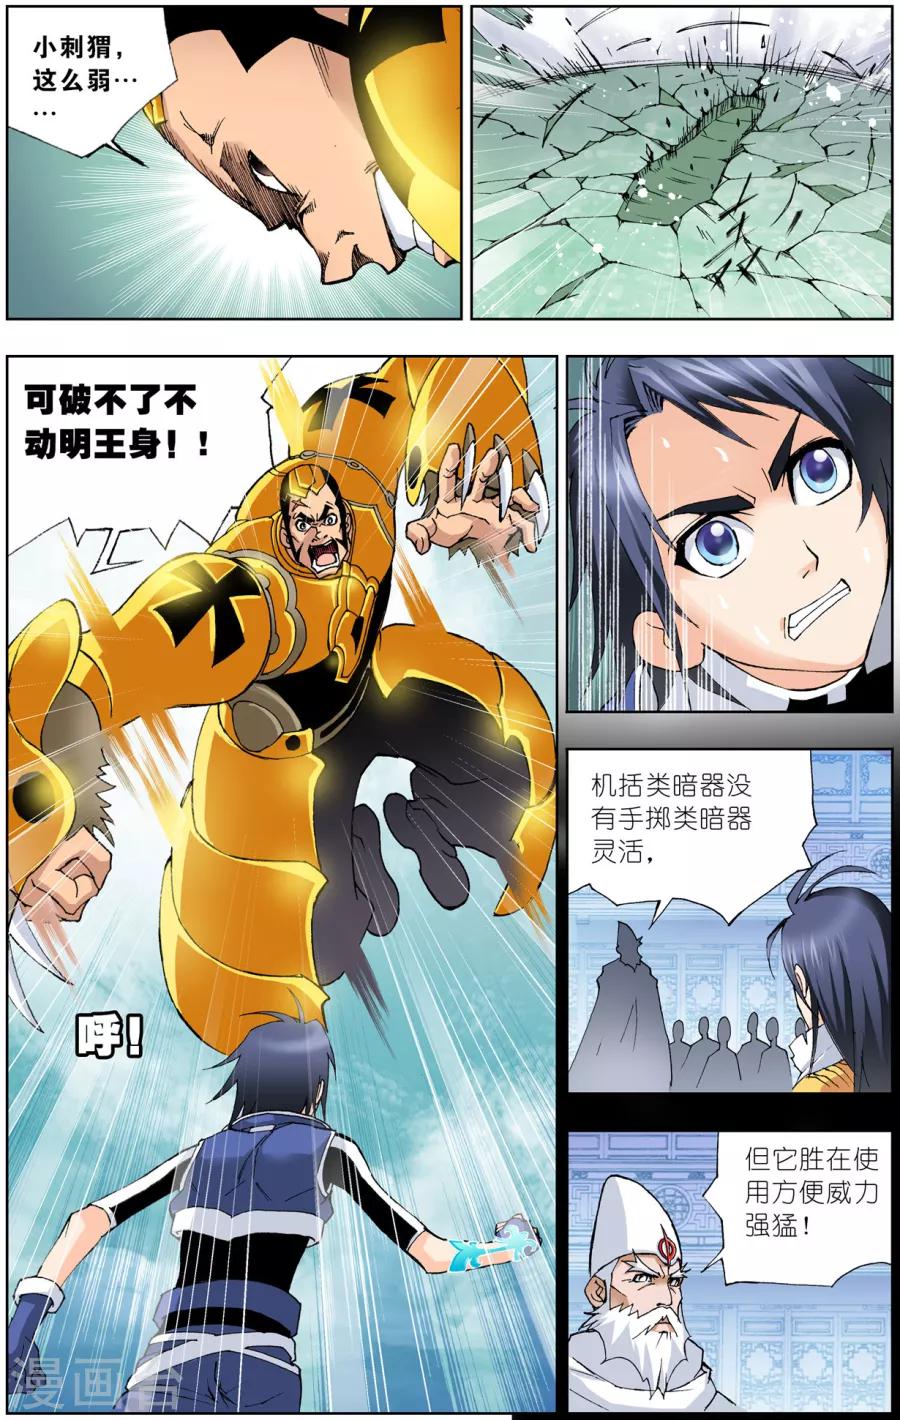 小刺猬，
这么弱……
……
可破不了不
动明王身！！
呼！
机括类暗器没
有手掷类暗器
灵活，
但它胜在使
用方便威力
强猛！
漫画台